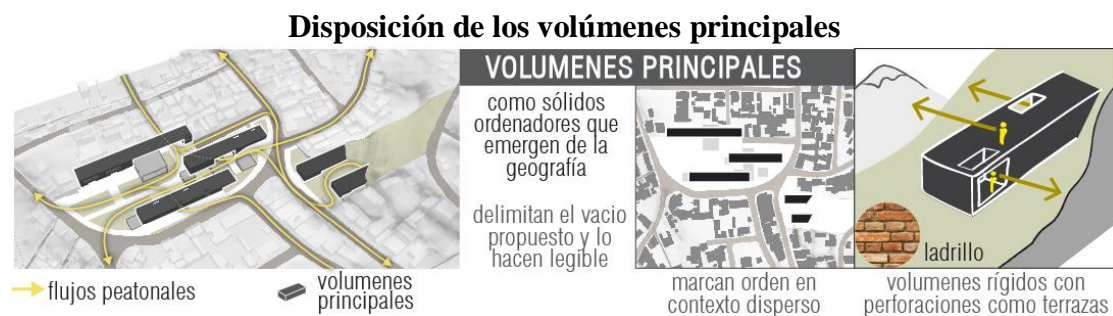 Disposición de los volúmenes principales
VOLUMENES PRINCIPALES
como sólidos
ordenadores que
emergen de la
geografía
delimitan el vacio
propuesto y lo
hacen legible
ladrillo
flujos peatonales
volumenes
principales
marcan orden en
contexto disperso
volumenes rígidos con
perforaciones como terrazas